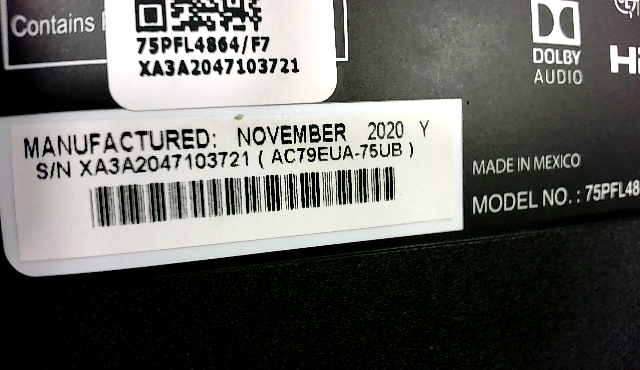 Contains
75PFL4864/F7
XA3A2047103721
DOLBY
AUDIO
MANUFACTURED: NOVEMBER 2020 Y
S/N XA3A2047103721 ( AC79EUA-75UB )
MADE IN MEXICO
MODEL NO. : 75PFL48